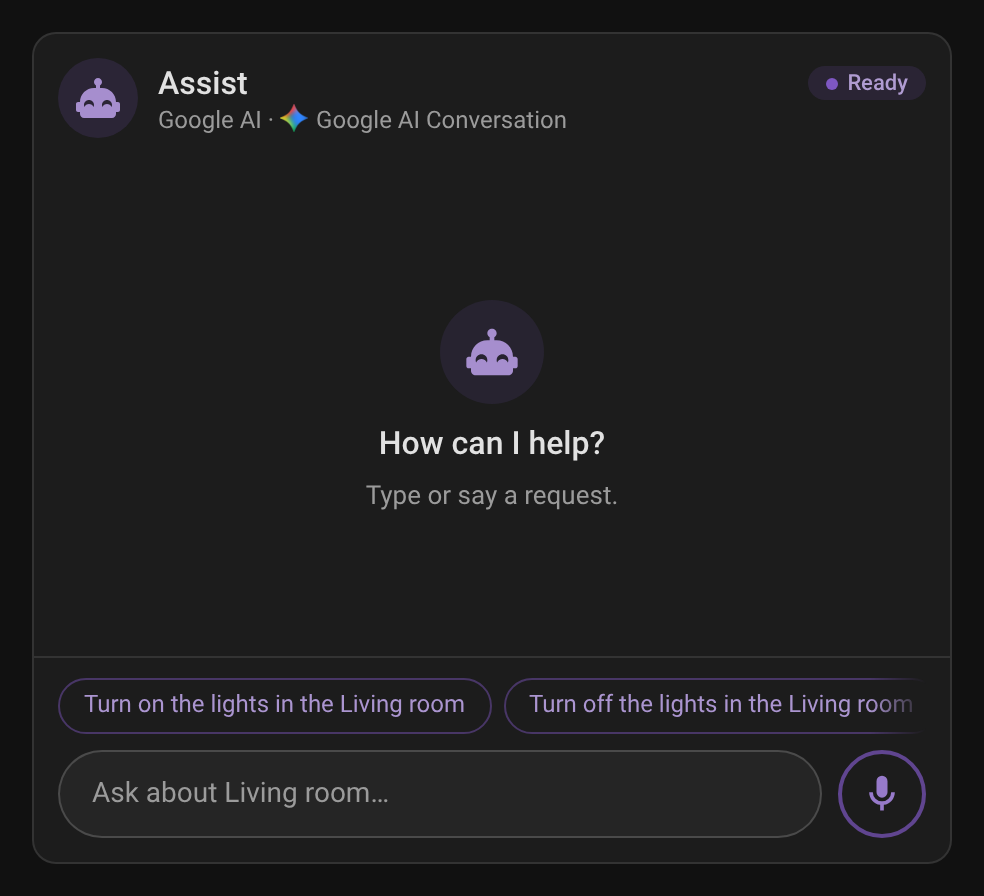 Assist
Google AI · Google AI Conversation
Ready
How can I help?
Type or say a request.
Turn on the lights in the Living room
Turn off the lights in the Living room
Ask about Living room…